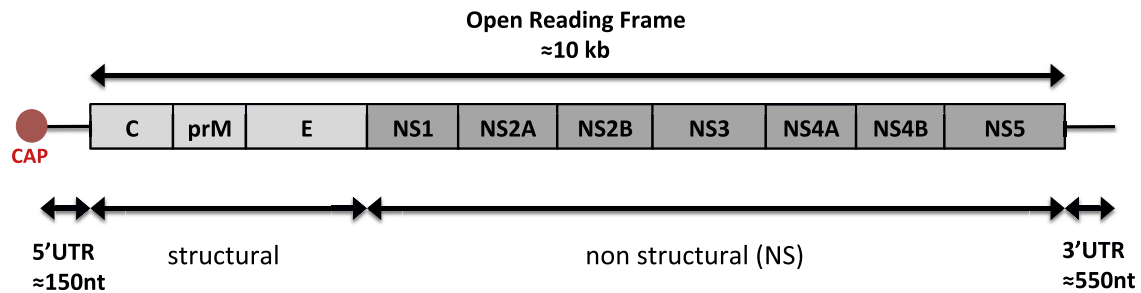 Open Reading Frame
≈10 kb
C prM E NS1 NS2A NS2B NS3 NS4A NS4B NS5
CAP
5’UTR
≈150nt
structural
non structural (NS)
3’UTR
≈550nt